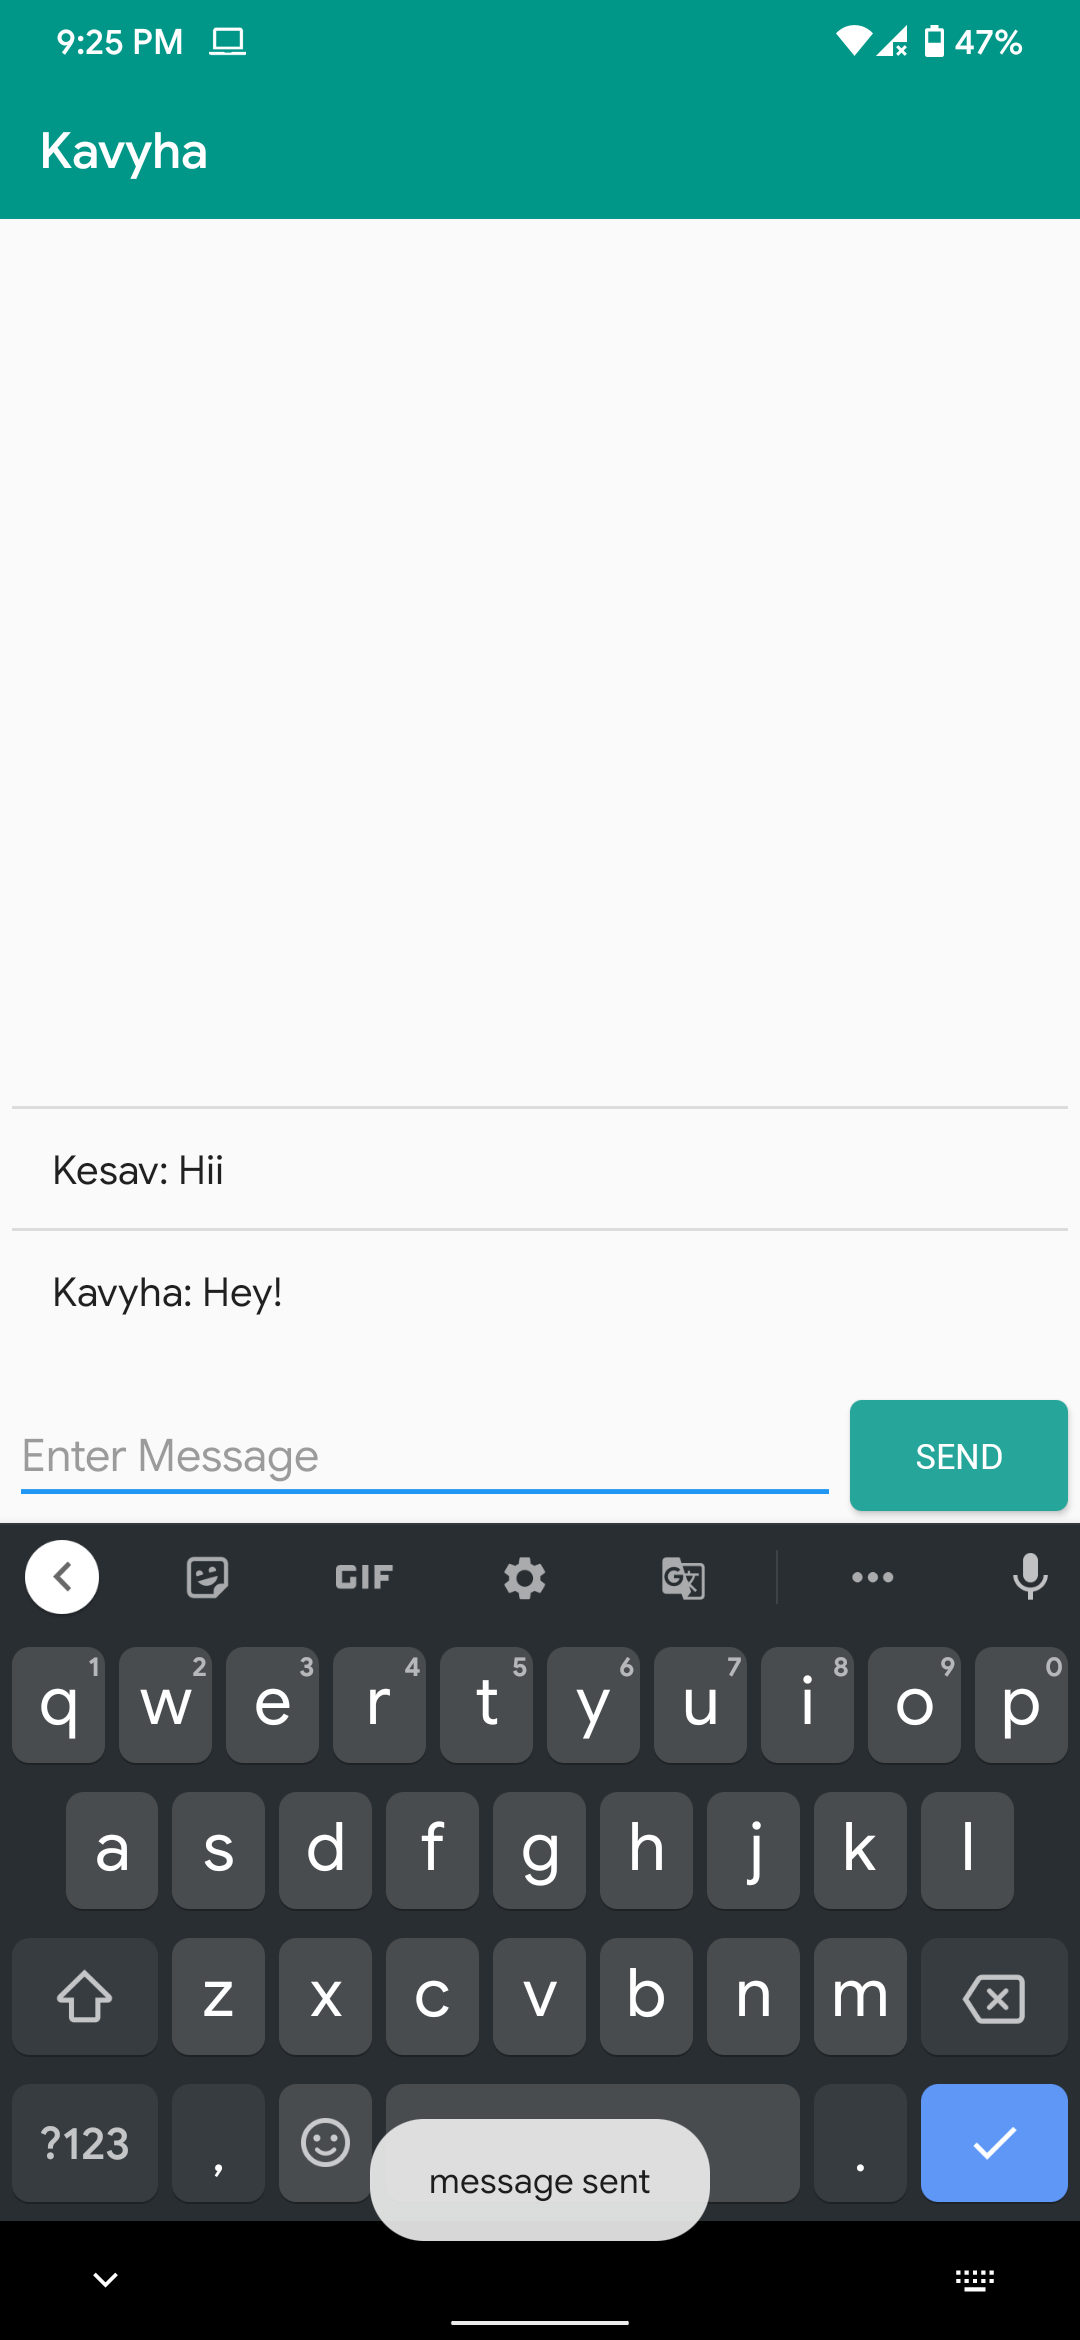 9:25 PM 47%
Kavyha
Kesav: Hii
Kavyha: Hey!
Enter Message
SEND
GIF
1 2 3 4 5 6 7 8 9 0
q w e r t y u i o p
a s d f g h j k l
z x c v b n m
?123 , .
message sent